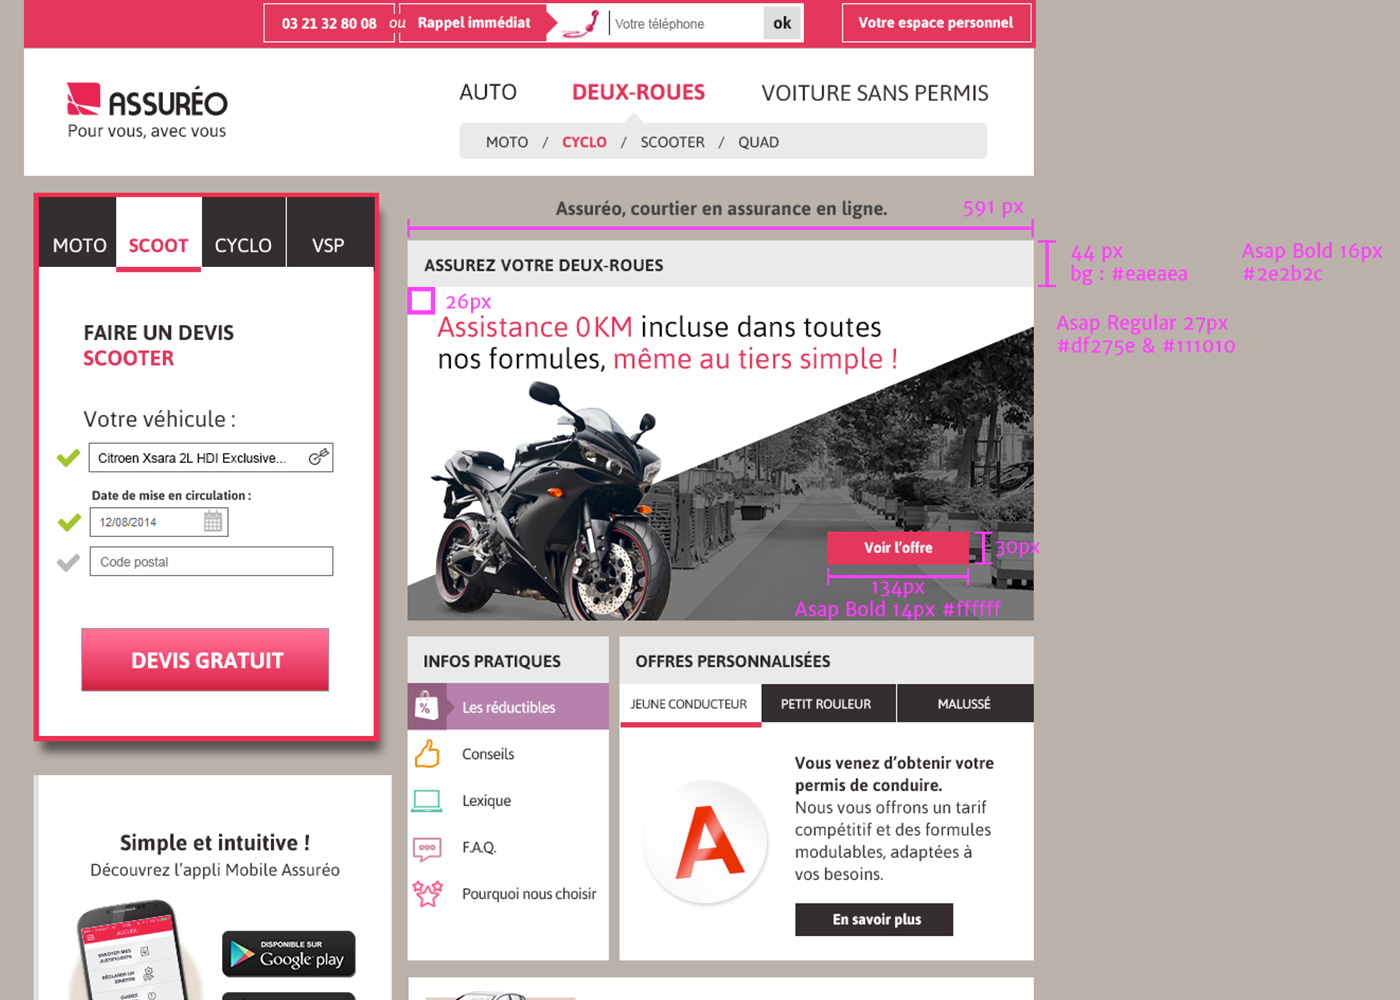 03 21 32 80 08 ou Rappel immédiat Votre téléphone ok Votre espace personnel
ASSURÉO
Pour vous, avec vous
AUTO DEUX-ROUES VOITURE SANS PERMIS
MOTO / CYCLO / SCOOTER / QUAD
MOTO SCOOT CYCLO VSP
FAIRE UN DEVIS
SCOOTER
Votre véhicule :
Citroen Xsara 2L HDI Exclusive...
Date de mise en circulation :
12/08/2014
Code postal
DEVIS GRATUIT
Assuréo, courtier en assurance en ligne.
591 px
ASSUREZ VOTRE DEUX-ROUES
44 px
bg : #eaeaea
Asap Bold 16px
#2e2b2c
26px
Assistance 0 KM incluse dans toutes
nos formules, même au tiers simple !
Asap Regular 27px
#df275e & #111010
Voir l'offre
30px
134px
Asap Bold 14px #ffffff
INFOS PRATIQUES
%
Les réductibles
Conseils
Lexique
F.A.Q.
Pourquoi nous choisir
OFFRES PERSONNALISÉES
JEUNE CONDUCTEUR PETIT ROULEUR MALUSSÉ
A
Vous venez d'obtenir votre
permis de conduire.
Nous vous offrons un tarif
compétitif et des formules
modulables, adaptées à
vos besoins.
En savoir plus
Simple et intuitive !
Découvrez l'appli Mobile Assuréo
ACCUEIL
DÉCLARER UN
SINISTRE
GUIDES
DISPONIBLE SUR
Google play